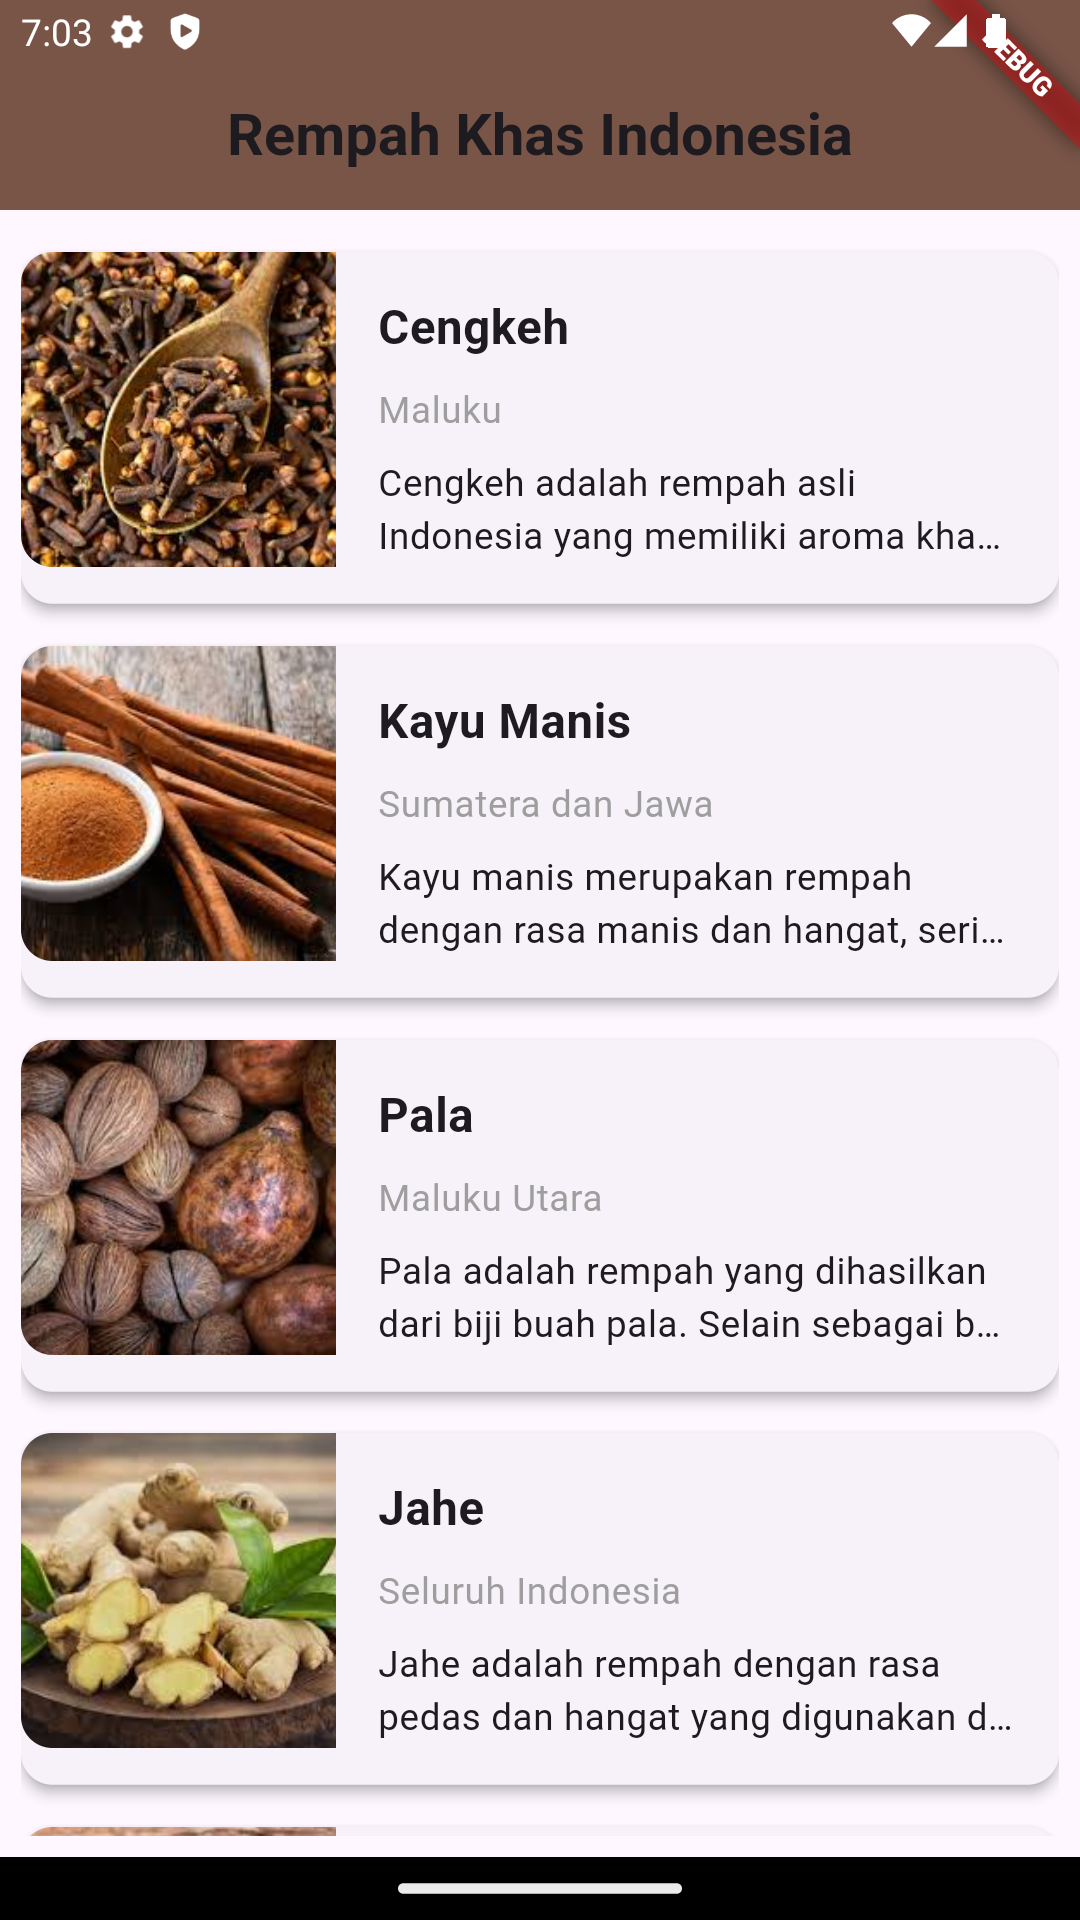 7:03
DEBUG
Rempah Khas Indonesia
Cengkeh
Maluku
Cengkeh adalah rempah asli
Indonesia yang memiliki aroma kha…
Kayu Manis
Sumatera dan Jawa
Kayu manis merupakan rempah
dengan rasa manis dan hangat, seri…
Pala
Maluku Utara
Pala adalah rempah yang dihasilkan
dari biji buah pala. Selain sebagai b…
Jahe
Seluruh Indonesia
Jahe adalah rempah dengan rasa
pedas dan hangat yang digunakan d…